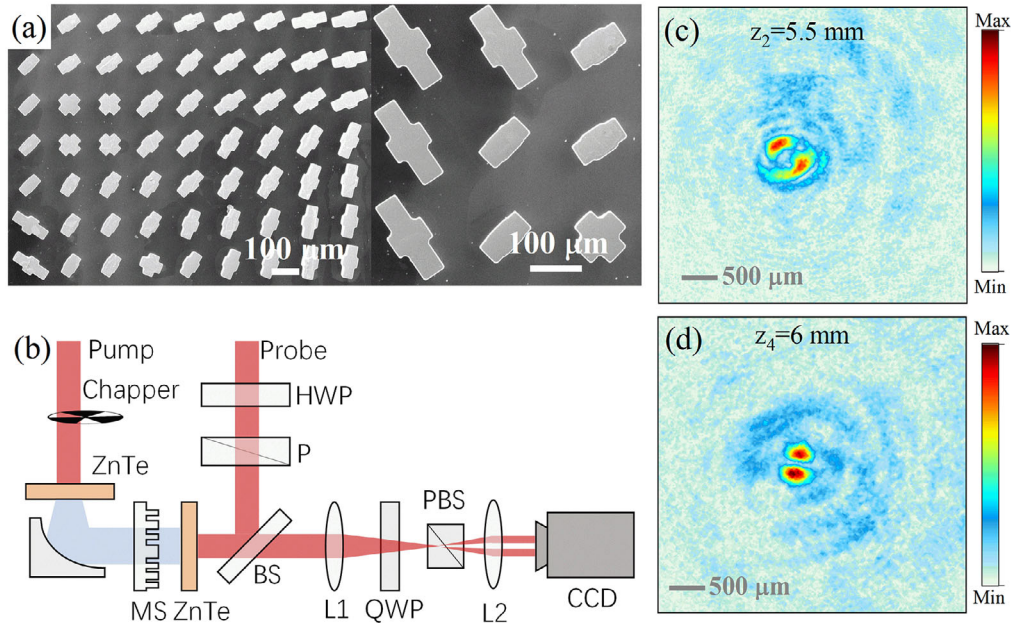 (a)
100 μm
100 μm
(b)
Pump
Probe
Chapper
HWP
ZnTe
P
PBS
MS
ZnTe
BS
L1
QWP
L2
CCD
(c)
z₂=5.5 mm
Max
500 μm
Min
(d)
z₄=6 mm
Max
500 μm
Min